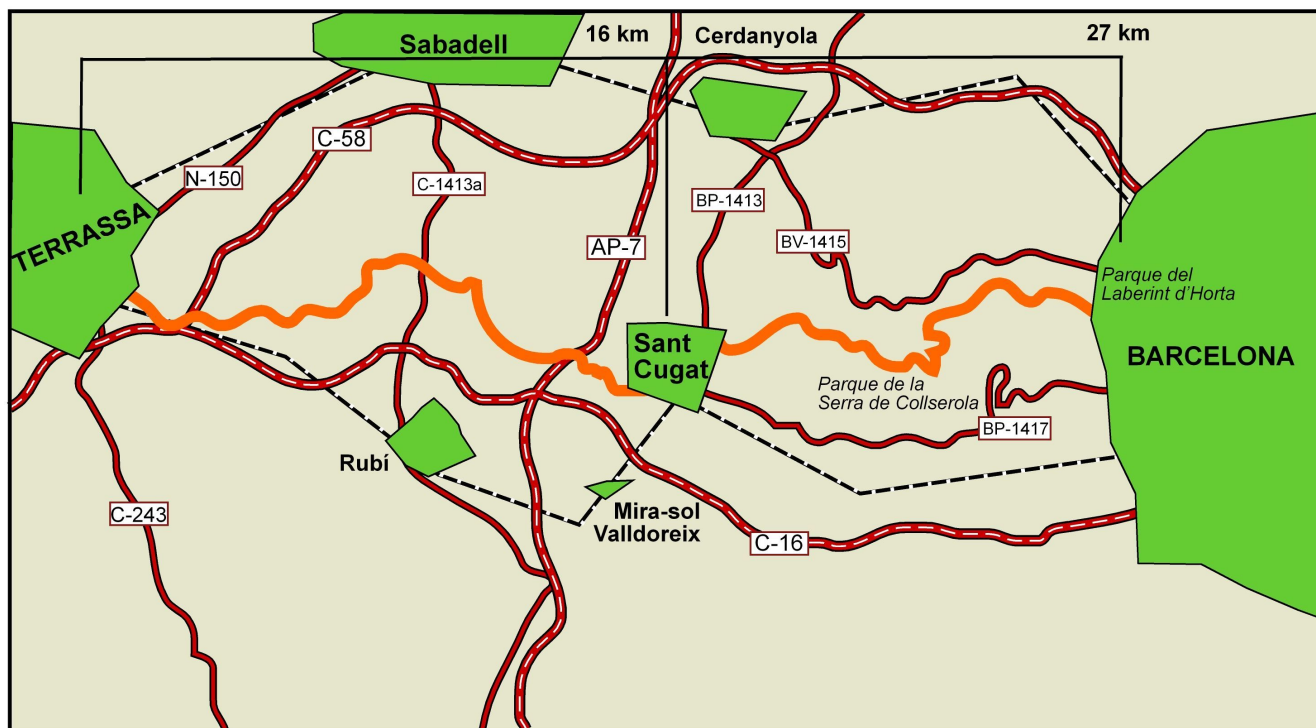 16 km
Cerdanyola
27 km
Sabadell
C-58
N-150
C-1413a
BP-1413
TERRASSA
AP-7
BV-1415
Parque del
Laberint d'Horta
Sant
Cugat
BARCELONA
Parque de la
Serra de Collserola
BP-1417
Rubí
C-243
Mira-sol
Valldoreix
C-16